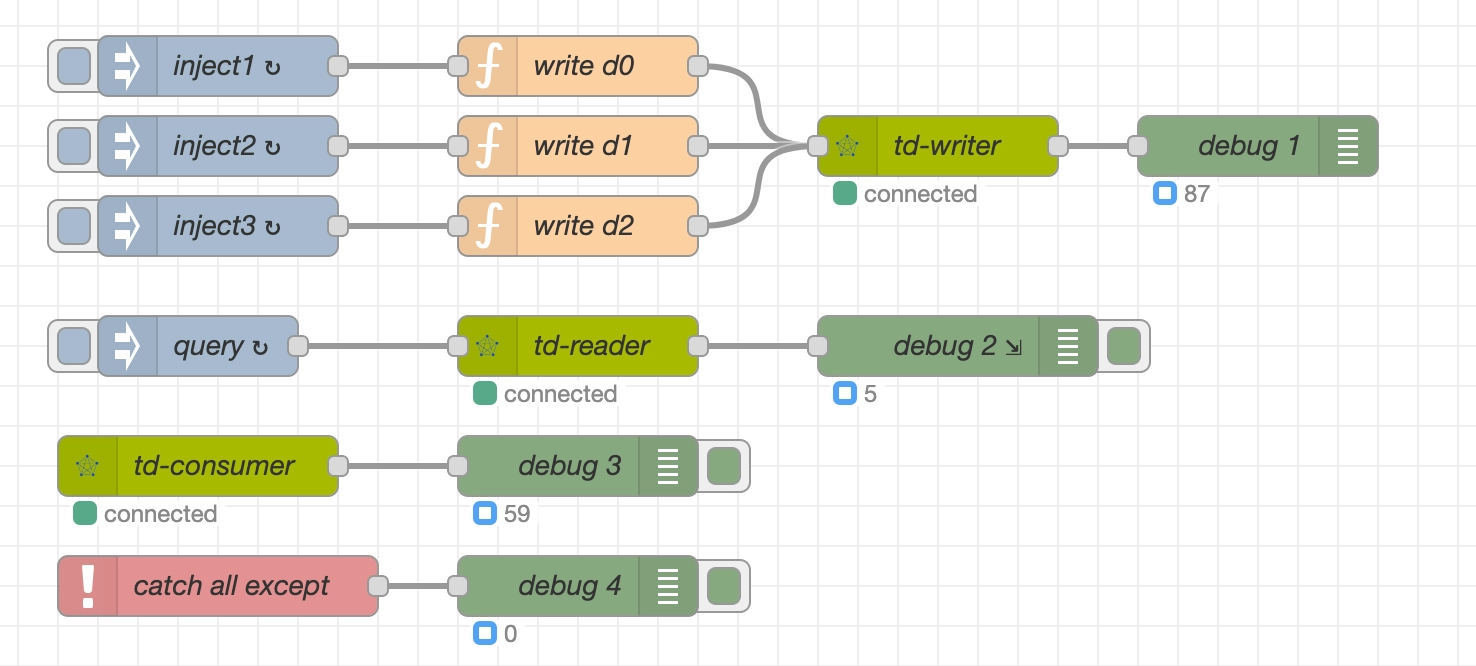 inject1 ↻ write d0
inject2 ↻ write d1 td-writer debug 1
connected 87
inject3 ↻ write d2
query ↻ td-reader debug 2 ⇲
connected 5
td-consumer debug 3
connected 59
! catch all except debug 4
0